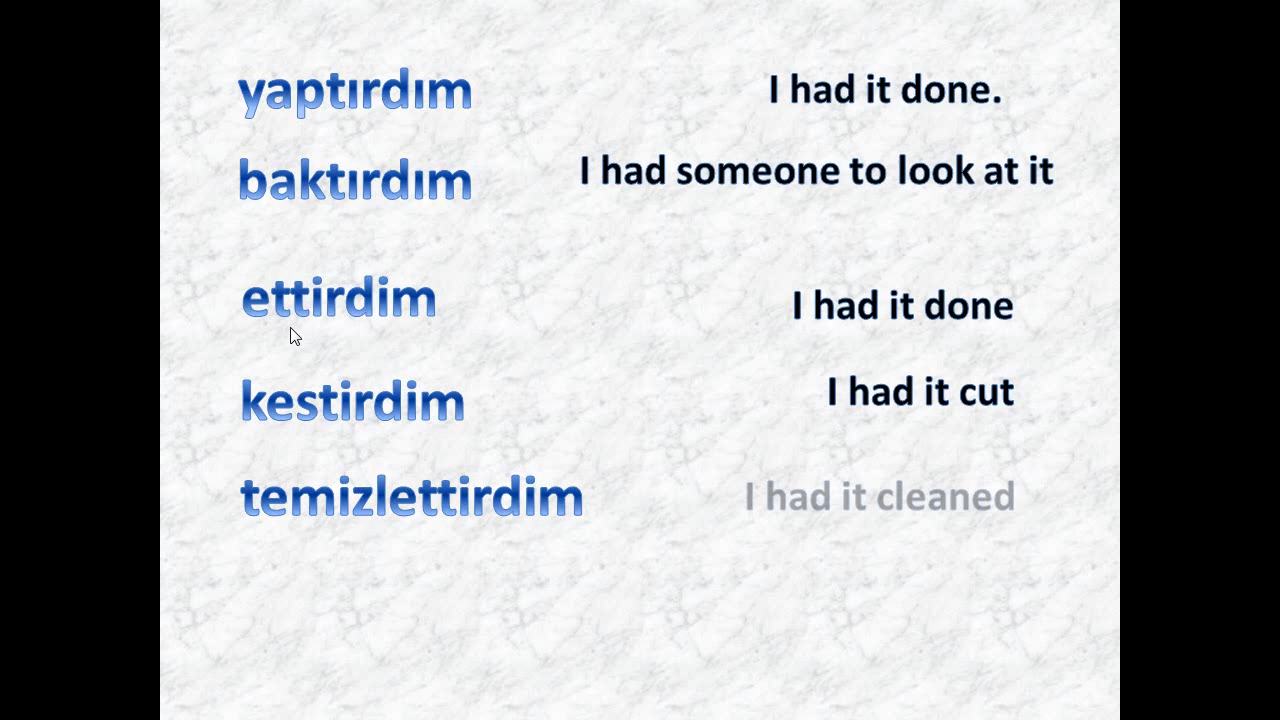 yaptırdım I had it done.
baktırdım I had someone to look at it
ettirdim I had it done
kestirdim I had it cut
temizlettirdim I had it cleaned